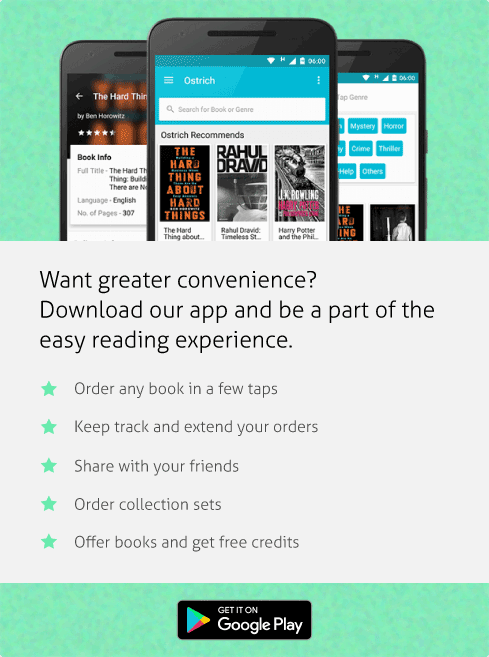 06:00
Ostrich
Search for Book or Genre
Ostrich Recommends
THE
HARD
THING
ABOUT
HARD
THINGS
BEN HOROWITZ
RAHUL
DRAVID
J.K. ROWLING
The Hard
Thing about...
Rahul Dravid:
Timeless St...
Harry Potter
and the Phil...
The Hard Thin
by Ben Horowitz
Book Info
Full Title - The Hard Th
Thing: Buildi
There are No
Language - English
No. of Pages - 307
06:00
Tap Genre
Mystery
Horror
Crime
Thriller
Help
Others
Want greater convenience?
Download our app and be a part of the
easy reading experience.
Order any book in a few taps
Keep track and extend your orders
Share with your friends
Order collection sets
Offer books and get free credits
GET IT ON
Google Play